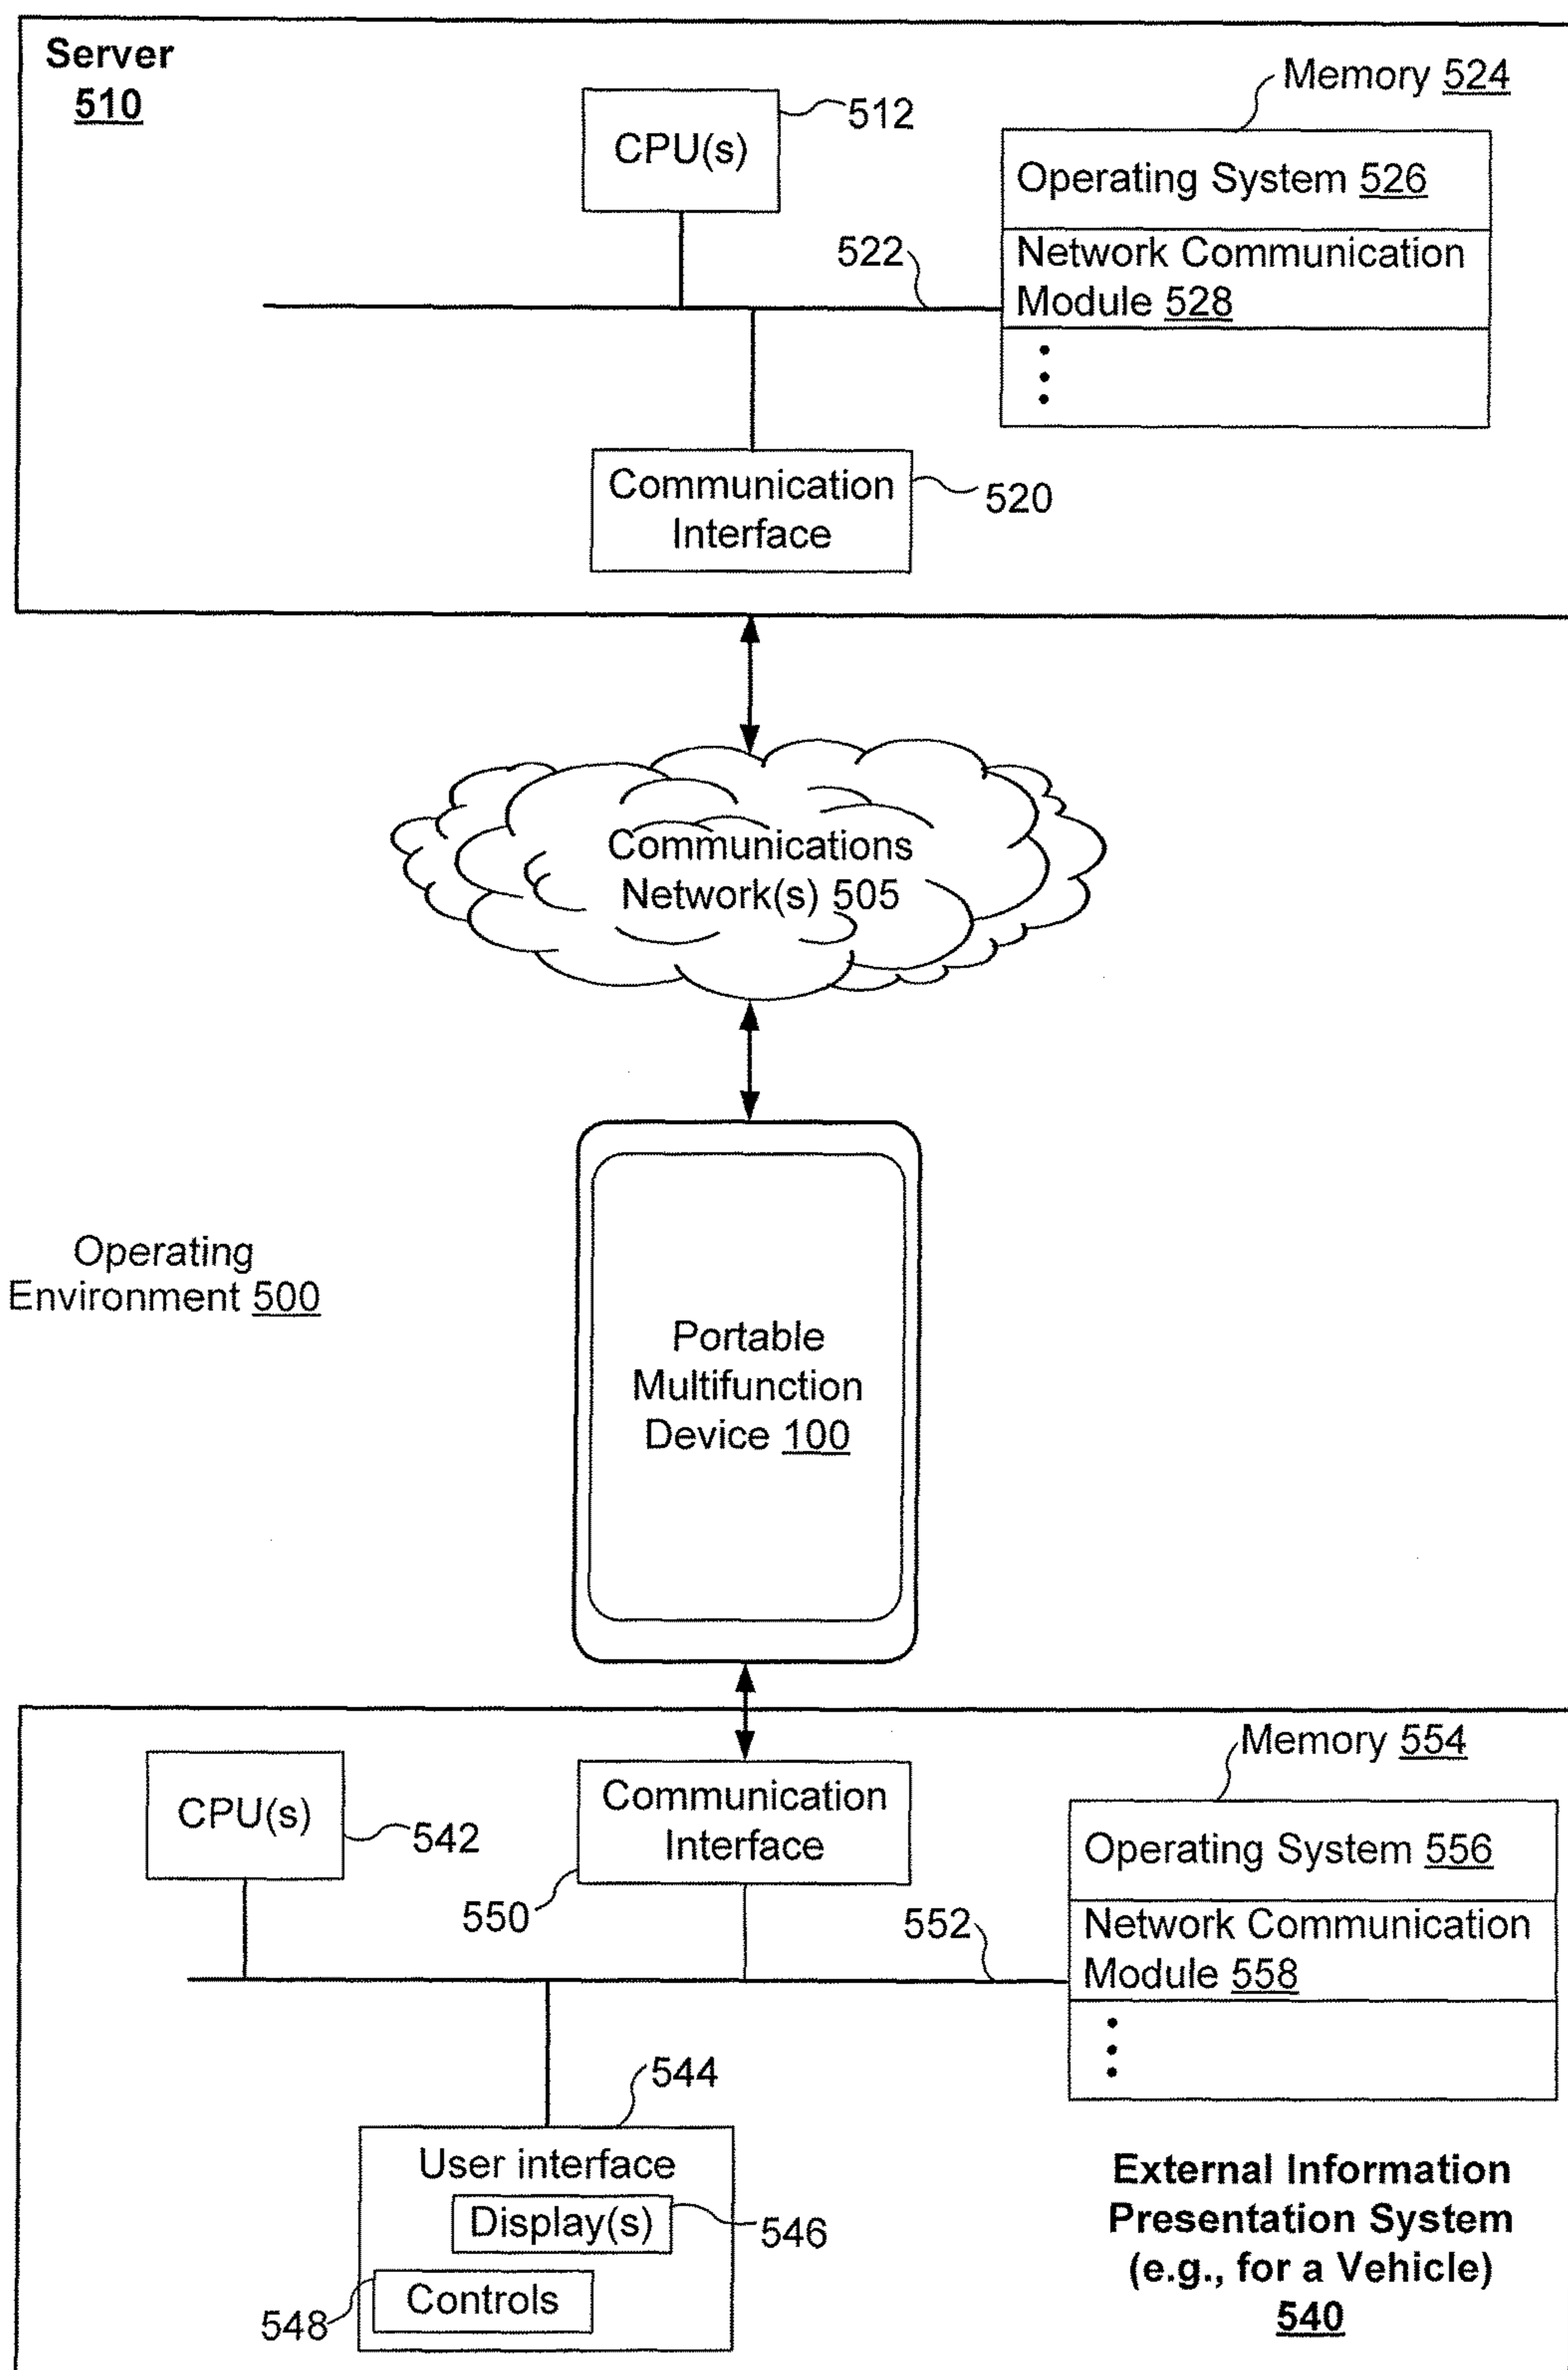 Server
510
CPU(s)
512
Memory 524
Operating System 526
Network Communication
Module 528
522
Communication
Interface
520
Communications
Network(s) 505
Operating
Environment 500
Portable
Multifunction
Device 100
CPU(s)
542
Communication
Interface
550
Memory 554
Operating System 556
Network Communication
Module 558
552
544
User interface
Display(s)
546
Controls
548
External Information
Presentation System
(e.g., for a Vehicle)
540